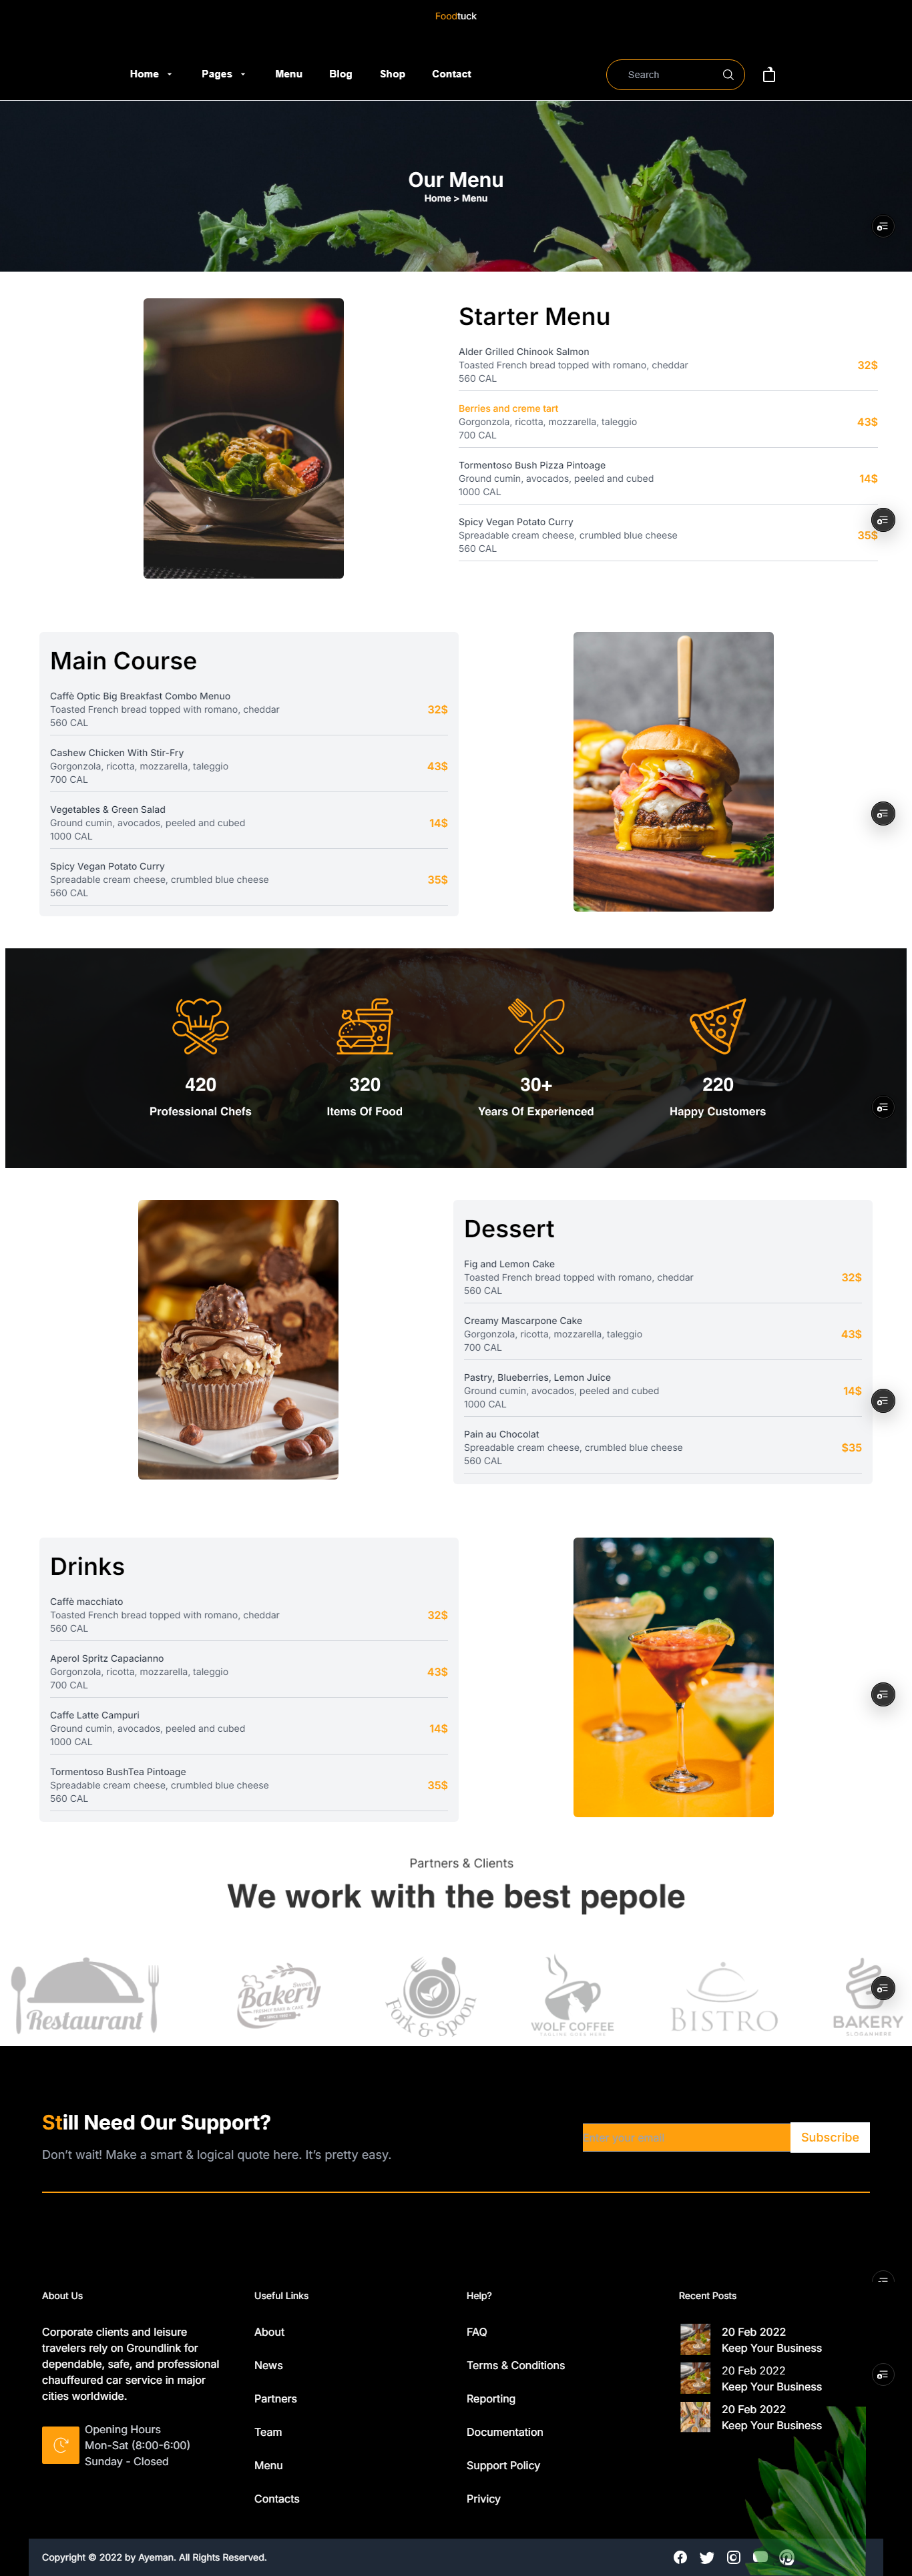 Foodtuck
Home Pages Menu Blog Shop Contact Search
Our Menu
Home > Menu
Starter Menu
Alder Grilled Chinook Salmon
Toasted French bread topped with romano, cheddar
560 CAL
32$
Berries and creme tart
Gorgonzola, ricotta, mozzarella, taleggio
700 CAL
43$
Tormentoso Bush Pizza Pintoage
Ground cumin, avocados, peeled and cubed
1000 CAL
14$
Spicy Vegan Potato Curry
Spreadable cream cheese, crumbled blue cheese
560 CAL
35$
Main Course
Caffè Optic Big Breakfast Combo Menuo
Toasted French bread topped with romano, cheddar
560 CAL
32$
Cashew Chicken With Stir-Fry
Gorgonzola, ricotta, mozzarella, taleggio
700 CAL
43$
Vegetables & Green Salad
Ground cumin, avocados, peeled and cubed
1000 CAL
14$
Spicy Vegan Potato Curry
Spreadable cream cheese, crumbled blue cheese
560 CAL
35$
420
Professional Chefs
320
Items Of Food
30+
Years Of Experienced
220
Happy Customers
Dessert
Fig and Lemon Cake
Toasted French bread topped with romano, cheddar
560 CAL
32$
Creamy Mascarpone Cake
Gorgonzola, ricotta, mozzarella, taleggio
700 CAL
43$
Pastry, Blueberries, Lemon Juice
Ground cumin, avocados, peeled and cubed
1000 CAL
14$
Pain au Chocolat
Spreadable cream cheese, crumbled blue cheese
560 CAL
$35
Drinks
Caffè macchiato
Toasted French bread topped with romano, cheddar
560 CAL
32$
Aperol Spritz Capacianno
Gorgonzola, ricotta, mozzarella, taleggio
700 CAL
43$
Caffe Latte Campuri
Ground cumin, avocados, peeled and cubed
1000 CAL
14$
Tormentoso BushTea Pintoage
Spreadable cream cheese, crumbled blue cheese
560 CAL
35$
Partners & Clients
We work with the best pepole
Restaurant
Bakery
Fork & Spoon
WOLF COFFEE
TAGLINE GOES HERE
BISTRO
BAKERY
SLOGAN HERE
Still Need Our Support?
Don't wait! Make a smart & logical quote here. It's pretty easy.
Enter your email
Subscribe
About Us
Corporate clients and leisure
travelers rely on Groundlink for
dependable, safe, and professional
chauffeured car service in major
cities worldwide.
Opening Hours
Mon-Sat (8:00-6:00)
Sunday - Closed
Useful Links
About
News
Partners
Team
Menu
Contacts
Help?
FAQ
Terms & Conditions
Reporting
Documentation
Support Policy
Privicy
Recent Posts
20 Feb 2022
Keep Your Business
20 Feb 2022
Keep Your Business
20 Feb 2022
Keep Your Business
Copyright © 2022 by Ayeman. All Rights Reserved.